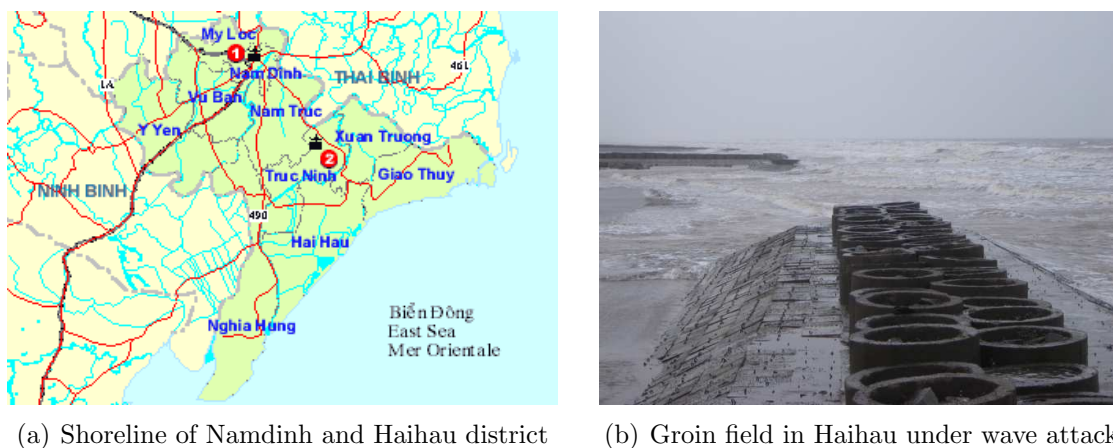 My Loc
1
Nam Dinh
THAI BINH
461
1A
Vu Ban
Nam Truc
Y Yen
Xuan Truong
2
Truc Ninh
Giao Thuy
NINH BINH
490
Hai Hau
Biển Đông
East Sea
Mer Orientale
Nghia Hung
(a) Shoreline of Namdinh and Haihau district
(b) Groin field in Haihau under wave attack